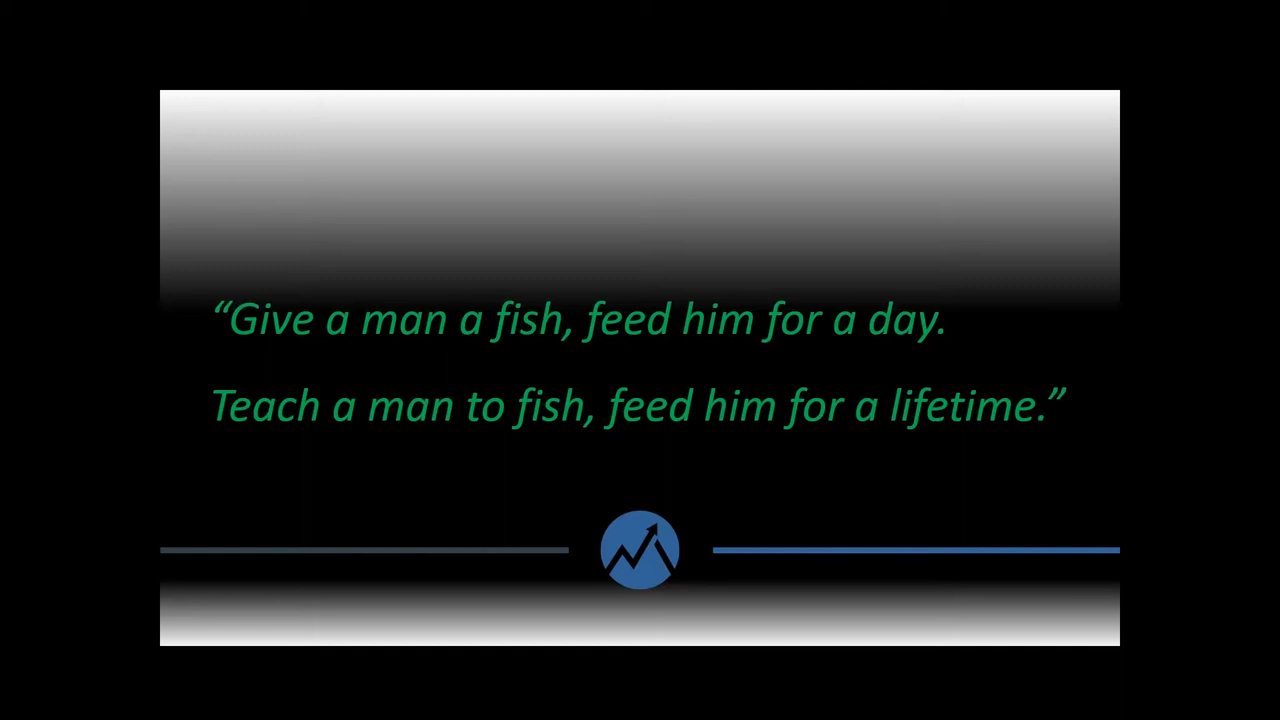 “Give a man a fish, feed him for a day.
Teach a man to fish, feed him for a lifetime.”